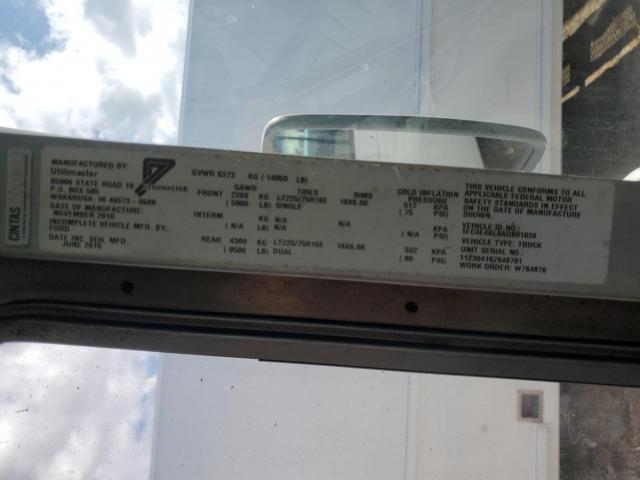 MANUFACTURED BY:
Utilimaster
65906 STATE ROAD 19
P.O. BOX 585
WAKARUSA, IN 46573-0585
DATE OF MANUFACTURE:
NOVEMBER 2010
INCOMPLETE VEHICLE MFD. BY:
FORD
DATE INC VEH. MFD.
JUNE 2010
GVWR 6373 KG (14050 LB)
GAWR TIRES RIMS COLD INFLATION PRESSURE
FRONT 2268 KG LT225/75R16E 16X6.0K 517 KPA
(5000 LB) SINGLE (75 PSI)
INTERM KG N/A N/A KPA
( LB) N/A (N/A PSI)
REAR 4309 KG LT225/75R16E 16X6.0K 552 KPA
(9500 LB) DUAL (80 PSI)
THIS VEHICLE CONFORMS TO ALL
APPLICABLE FEDERAL MOTOR
SAFETY STANDARDS IN EFFECT
ON THE DATE OF MANUFACTURE
SHOWN.
VEHICLE ID NO.:
1FC4E4KL8ADB01036
VEHICLE TYPE: TRUCK
UNIT SERIAL NO:
112304167648781
WORK ORDER: W764878
CINTAS